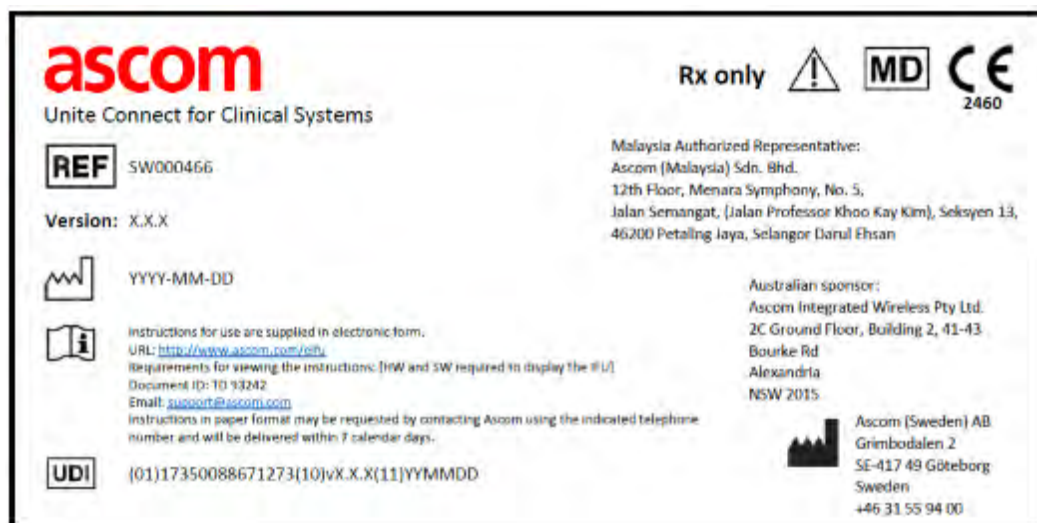 ascom
Unite Connect for Clinical Systems
Rx only
MD
CE
2460
REF SW000466
Version: X.X.X
YYYY-MM-DD
Instructions for use are supplied in electronic form.
URL: http://www.ascom.com/eifu
Requirements for viewing the instructions: [HW and SW required to display the IFU]
Document ID: TD 93242
Email: support@ascom.com
Instructions in paper format may be requested by contacting Ascom using the indicated telephone
number and will be delivered within 7 calendar days.
UDI (01)17350088671273(10)vX.X.X(11)YYMMDD
Malaysia Authorized Representative:
Ascom (Malaysia) Sdn. Bhd.
12th Floor, Menara Symphony, No. 5,
Jalan Semangat, (Jalan Professor Khoo Kay Kim), Seksyen 13,
46200 Petaling Jaya, Selangor Darul Ehsan
Australian sponsor:
Ascom Integrated Wireless Pty Ltd.
2C Ground Floor, Building 2, 41-43
Bourke Rd
Alexandria
NSW 2015
Ascom (Sweden) AB
Grimbodalen 2
SE-417 49 Göteborg
Sweden
+46 31 55 94 00